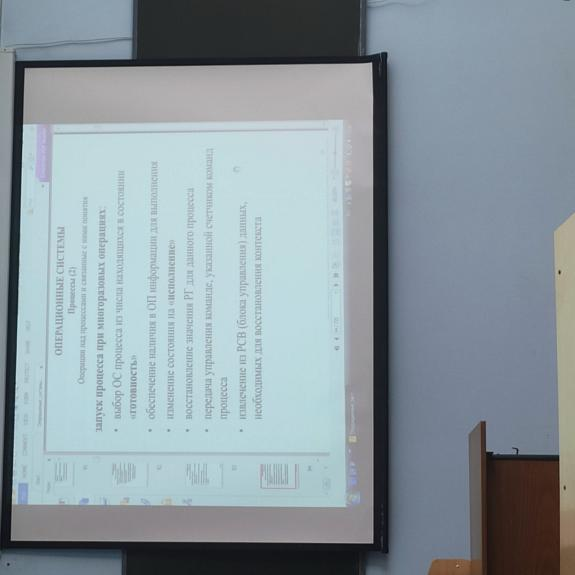 ОПЕРАЦИОННЫЕ СИСТЕМЫ
Процессы (2)
Операции над процессами и связанные с ними понятия
запуск процесса при многоразовых операциях:
• выбор ОС процесса из числа находящихся в состоянии
«готовность»
• обеспечение наличия в ОП информации для выполнения
• изменение состояния на «исполнение»
• восстановление значения РГ для данного процесса
• передача управления команде, указанной счетчиком команд
процесса
• извлечение из PCB (блока управления) данных,
необходимых для восстановления контекста